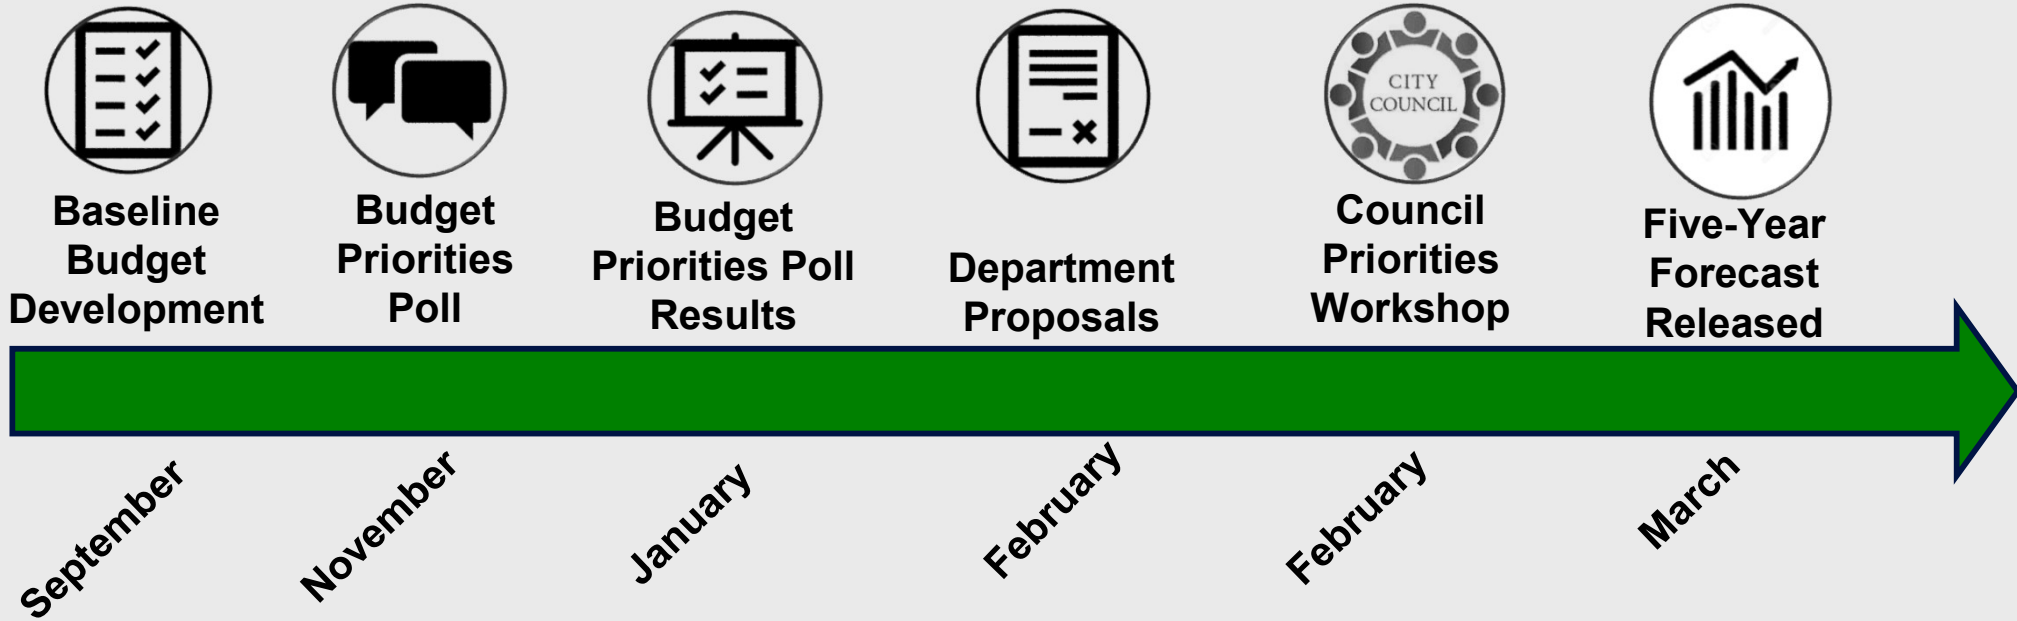 Baseline
Budget
Development
Budget
Priorities
Poll
Budget
Priorities Poll
Results
Department
Proposals
CITY
COUNCIL
Council
Priorities
Workshop
Five-Year
Forecast
Released
September
November
January
February
February
March